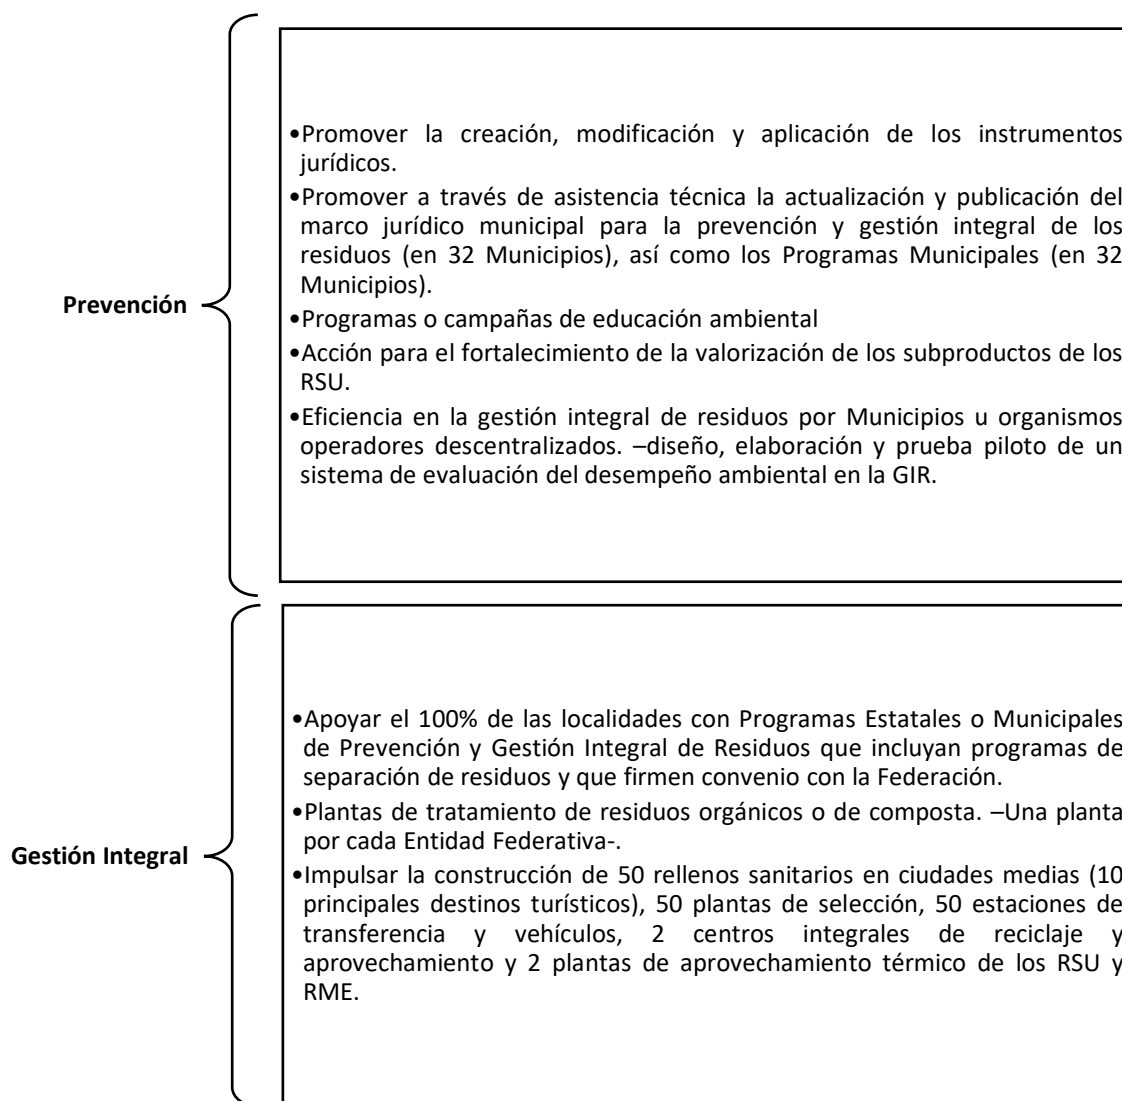 Prevención
•Promover la creación, modificación y aplicación de los instrumentos
jurídicos.
•Promover a través de asistencia técnica la actualización y publicación del
marco jurídico municipal para la prevención y gestión integral de los
residuos (en 32 Municipios), así como los Programas Municipales (en 32
Municipios).
•Programas o campañas de educación ambiental
•Acción para el fortalecimiento de la valorización de los subproductos de los
RSU.
•Eficiencia en la gestión integral de residuos por Municipios u organismos
operadores descentralizados. –diseño, elaboración y prueba piloto de un
sistema de evaluación del desempeño ambiental en la GIR.
Gestión Integral
•Apoyar el 100% de las localidades con Programas Estatales o Municipales
de Prevención y Gestión Integral de Residuos que incluyan programas de
separación de residuos y que firmen convenio con la Federación.
•Plantas de tratamiento de residuos orgánicos o de composta. –Una planta
por cada Entidad Federativa-.
•Impulsar la construcción de 50 rellenos sanitarios en ciudades medias (10
principales destinos turísticos), 50 plantas de selección, 50 estaciones de
transferencia y vehículos, 2 centros integrales de reciclaje y
aprovechamiento y 2 plantas de aprovechamiento térmico de los RSU y
RME.